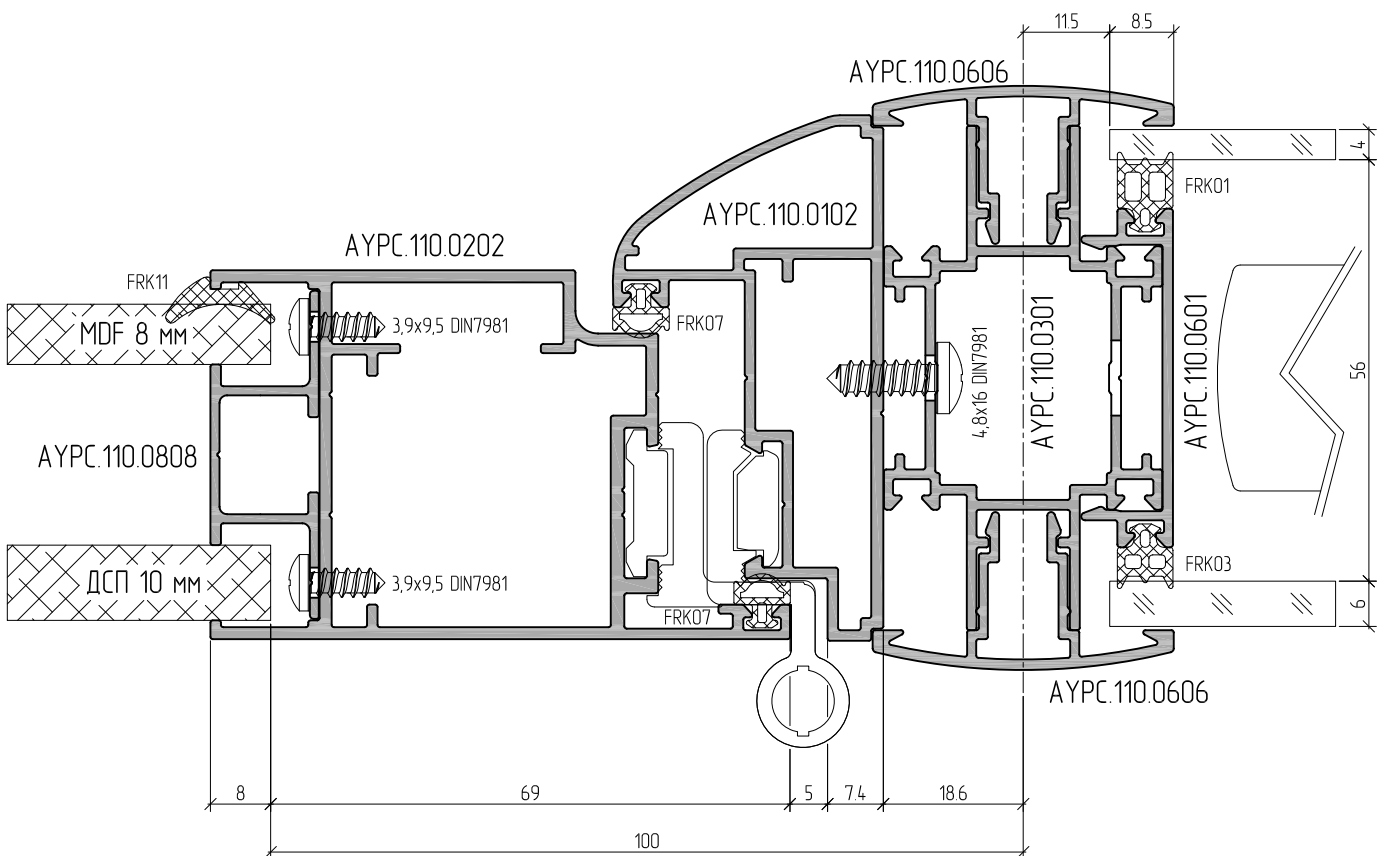 11.5
8.5
AYPC.110.0606
4
FRK01
AYPC.110.0102
AYPC.110.0202
FRK11
MDF 8 мм
3,9x9,5 DIN7981
FRK07
4,8x16 DIN7981
AYPC.110.0301
AYPC.110.0601
56
AYPC.110.0808
ДСП 10 мм
3,9x9,5 DIN7981
FRK07
FRK03
6
AYPC.110.0606
8
69
5
7.4
18.6
100